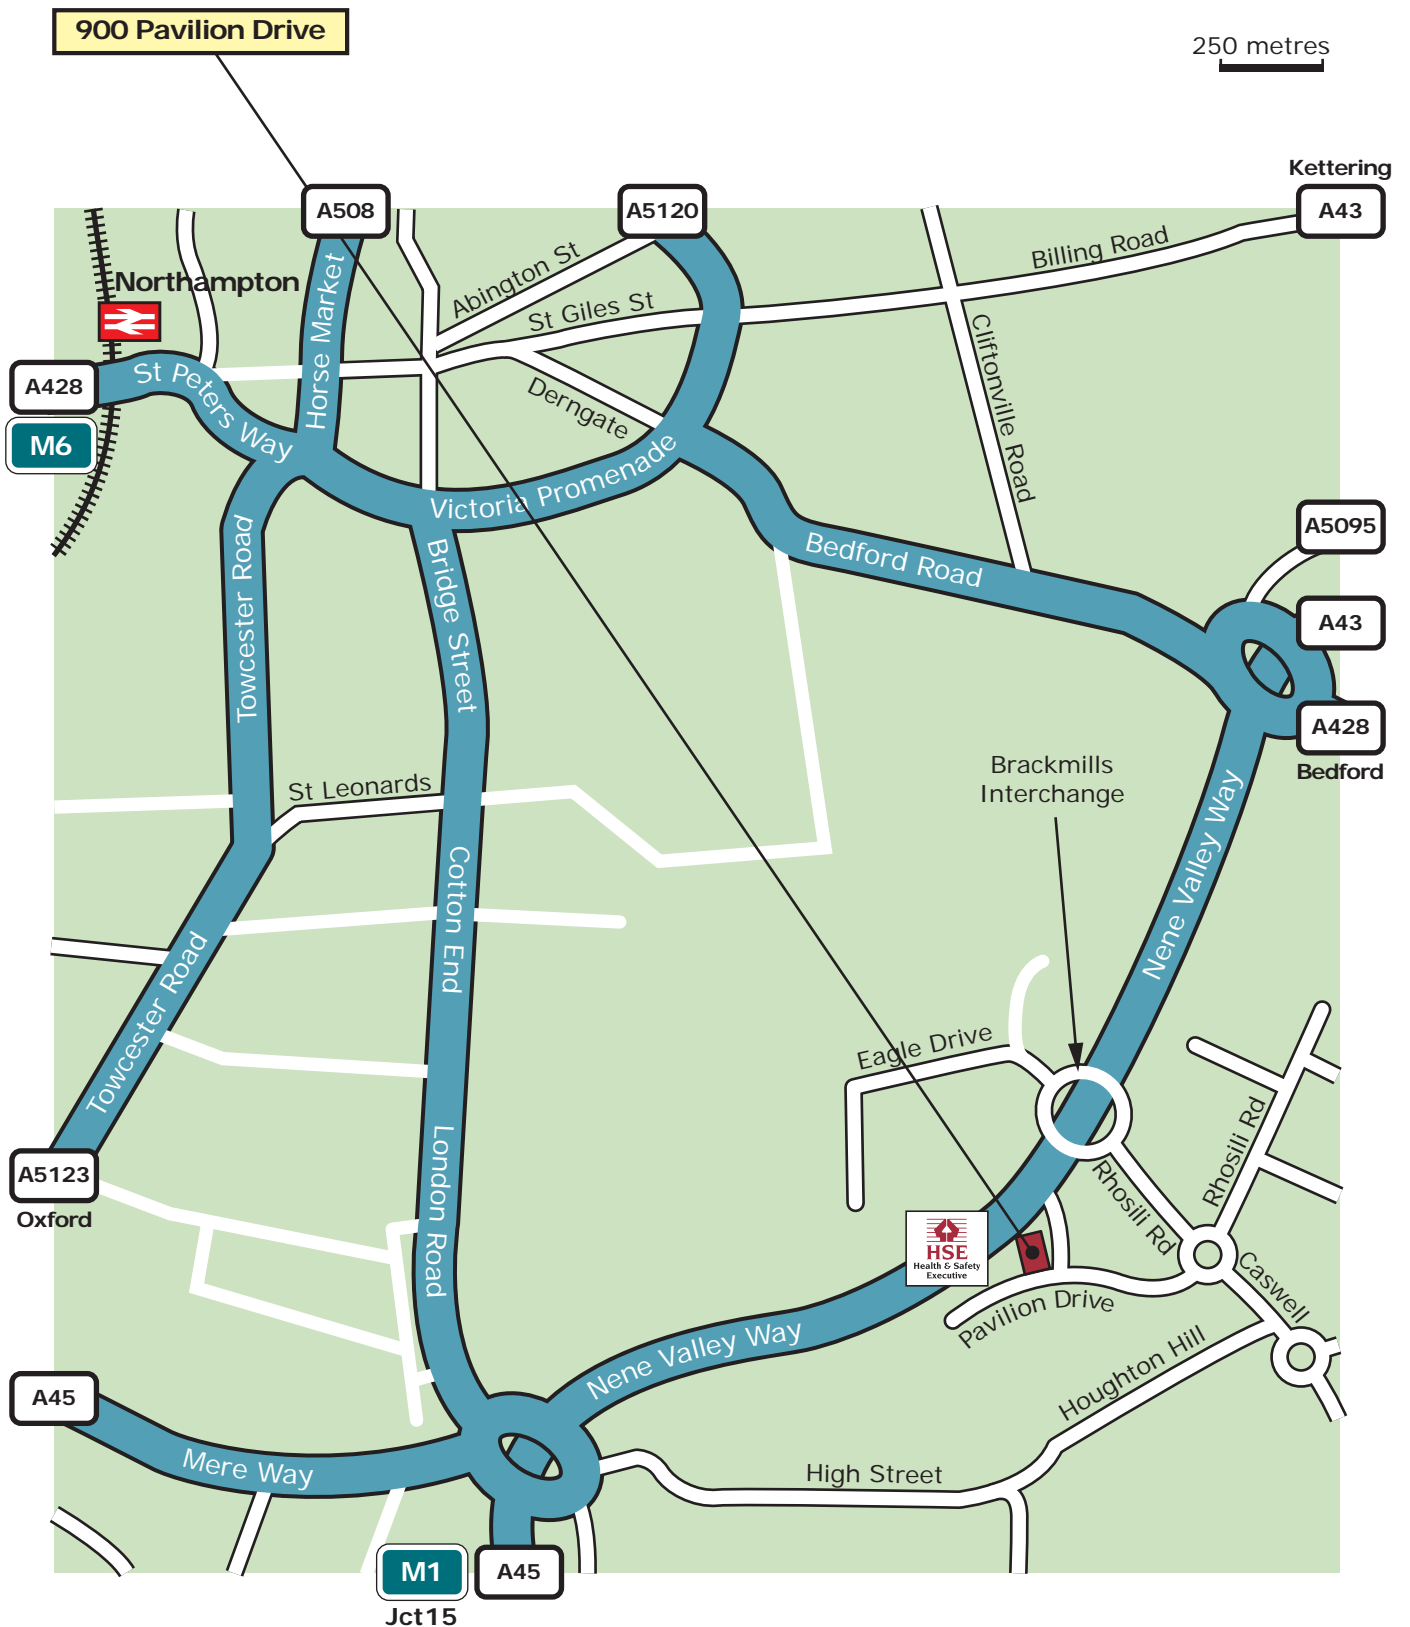 900 Pavilion Drive
250 metres
Kettering
A508
A5120
A43
Northampton
Horse Market
Abington St
St Giles St
Billing Road
A428
M6
St Peters Way
Derngate
Cliftonville Road
Victoria Promenade
Bedford Road
A5095
Towcester Road
Bridge Street
A43
A428
Bedford
St Leonards
Brackmills
Interchange
Nene Valley Way
Cotton End
Towcester Road
Eagle Drive
London Road
Rhosili Rd
Rhosili Rd
A5123
Oxford
HSE
Health & Safety
Executive
Pavilion Drive
Caswell
Nene Valley Way
Houghton Hill
A45
Mere Way
High Street
M1
A45
Jct15